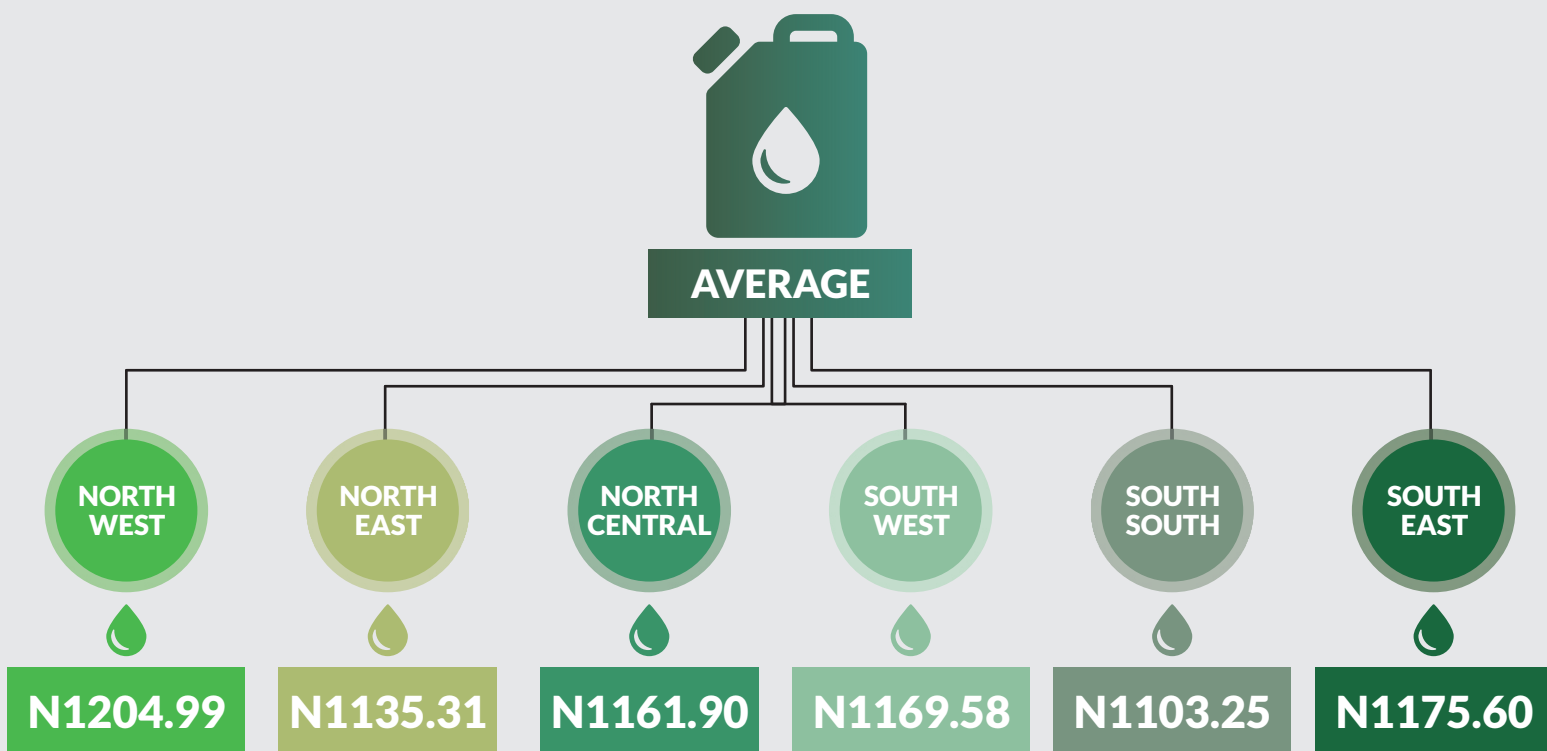 AVERAGE
NORTH
WEST
NORTH
EAST
NORTH
CENTRAL
SOUTH
WEST
SOUTH
SOUTH
SOUTH
EAST
N1204.99
N1135.31
N1161.90
N1169.58
N1103.25
N1175.60